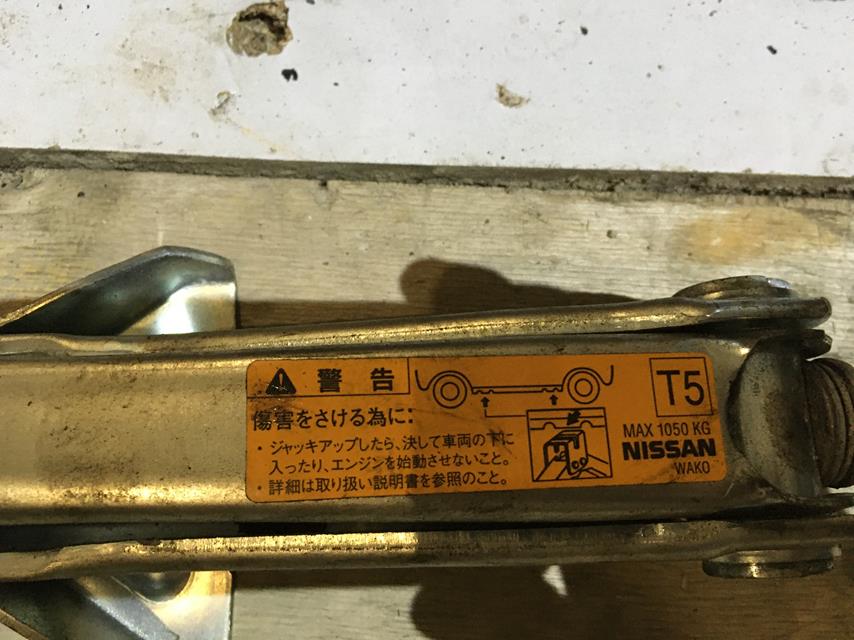 警告
傷害をさける為に:
・ジャッキアップしたら、決して車両の下に
入ったり、エンジンを始動させないこと。
・詳細は取り扱い説明書を参照のこと。
T5
MAX 1050 KG
NISSAN
WAKO